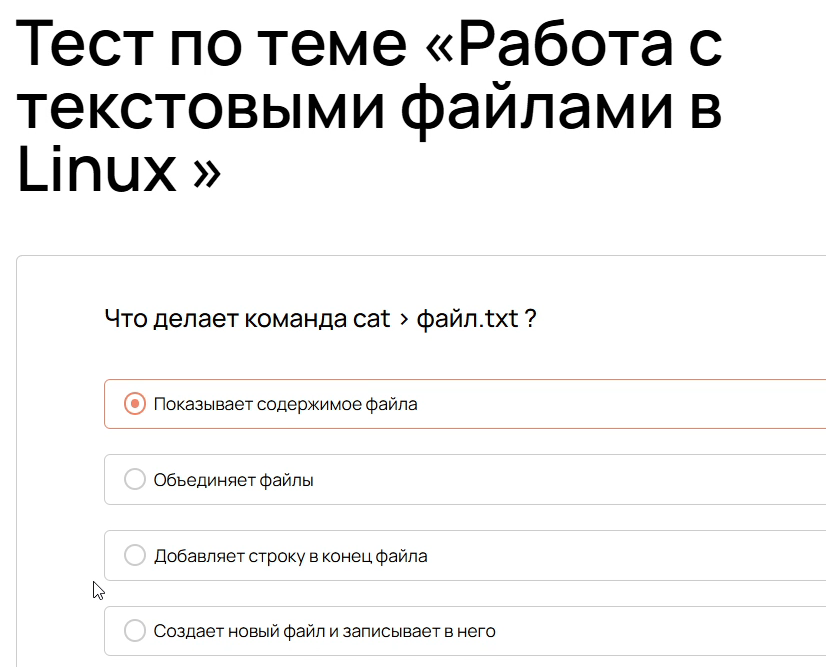 Тест по теме «Работа с
текстовыми файлами в
Linux »
Что делает команда cat > файл.txt ?
Показывает содержимое файла
Объединяет файлы
Добавляет строку в конец файла
Создает новый файл и записывает в него